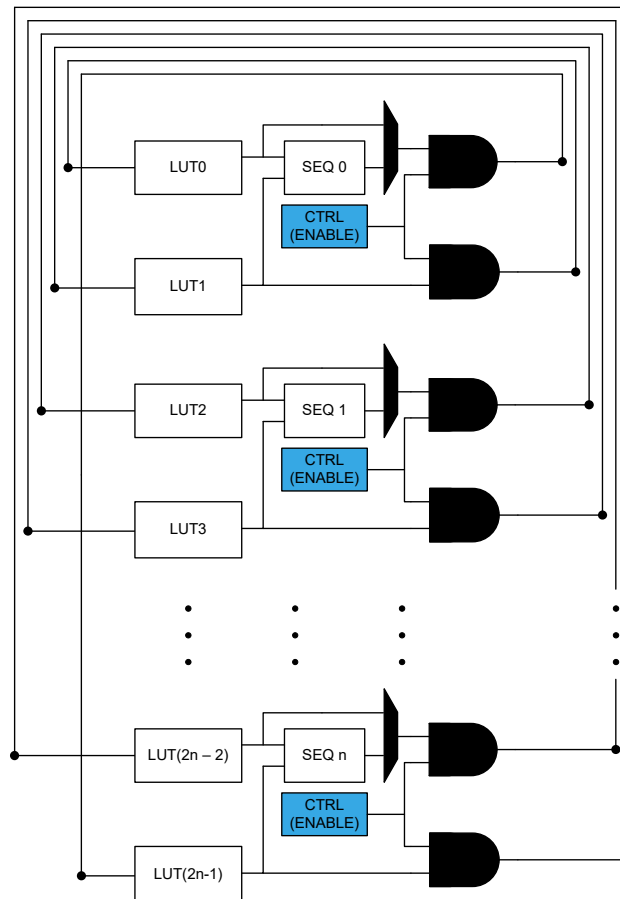 LUT0
SEQ 0
CTRL
(ENABLE)
LUT1
LUT2
SEQ 1
CTRL
(ENABLE)
LUT3
LUT(2n – 2)
SEQ n
CTRL
(ENABLE)
LUT(2n-1)